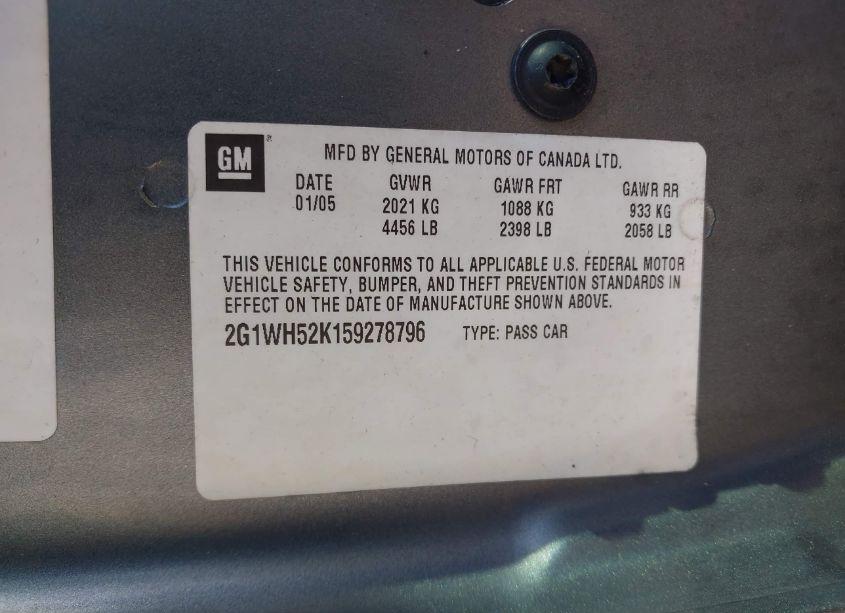 GM®
MFD BY GENERAL MOTORS OF CANADA LTD.
DATE GVWR GAWR FRT GAWR RR
01/05 2021 KG 1088 KG 933 KG
4456 LB 2398 LB 2058 LB
THIS VEHICLE CONFORMS TO ALL APPLICABLE U.S. FEDERAL MOTOR
VEHICLE SAFETY, BUMPER, AND THEFT PREVENTION STANDARDS IN
EFFECT ON THE DATE OF MANUFACTURE SHOWN ABOVE.
2G1WH52K159278796 TYPE: PASS CAR